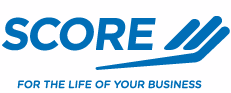 SCORE
FOR THE LIFE OF YOUR BUSINESS